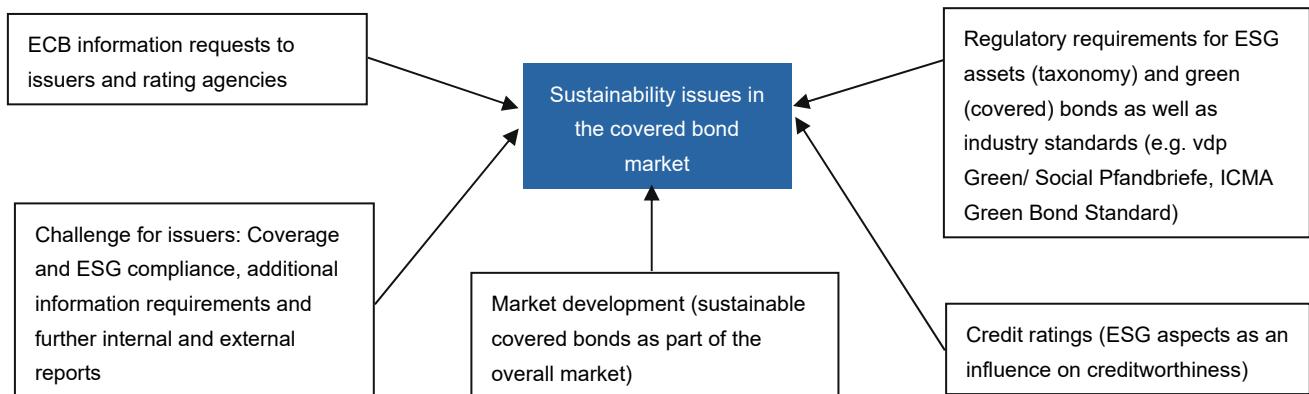 ECB information requests to
issuers and rating agencies
Sustainability issues in
the covered bond
market
Regulatory requirements for ESG
assets (taxonomy) and green
(covered) bonds as well as
industry standards (e.g. vdp
Green/ Social Pfandbriefe, ICMA
Green Bond Standard)
Challenge for issuers: Coverage
and ESG compliance, additional
information requirements and
further internal and external
reports
Market development (sustainable
covered bonds as part of the
overall market)
Credit ratings (ESG aspects as an
influence on creditworthiness)